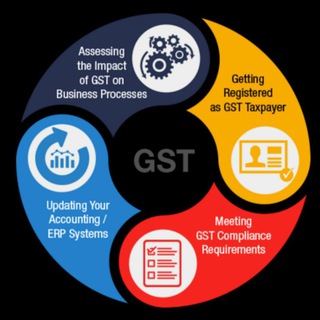 Assessing
the Impact
of GST on
Business Processes
Getting
Registered
as GST Taxpayer
GST
Updating Your
Accounting /
ERP Systems
Meeting
GST Compliance
Requirements